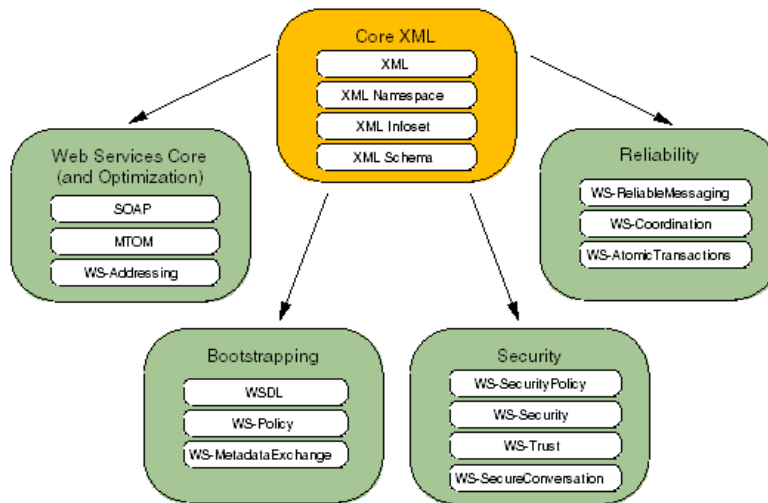 Core XML
XML
XML Namespace
XML Infoset
XML Schema
Web Services Core
(and Optimization)
SOAP
MTOM
WS-Addressing
Reliability
WS-ReliableMessaging
WS-Coordination
WS-AtomicTransactions
Bootstrapping
WSDL
WS-Policy
WS-MetadataExchange
Security
WS-SecurityPolicy
WS-Security
WS-Trust
WS-SecureConversation